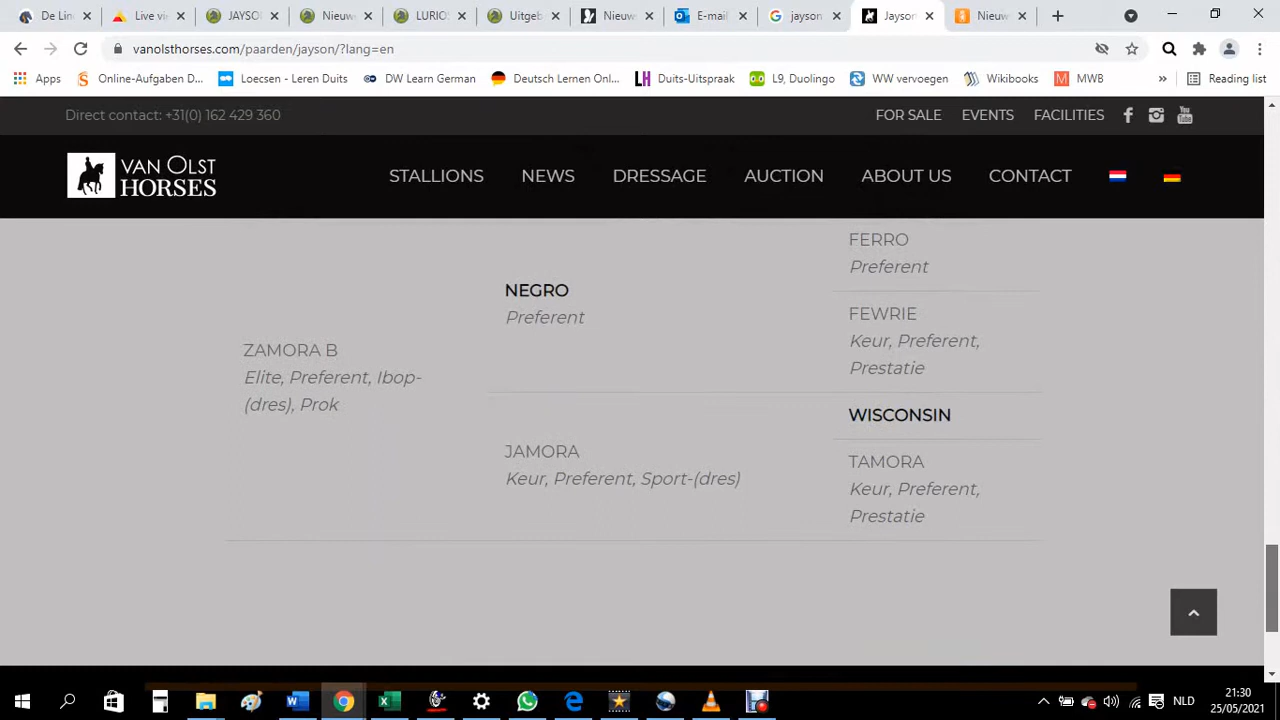 De Lin
Live VI
JAYSO
Nieuwe
LURIO
Uitgeb
Nieuw
E-mail
jayson
Jayson
Nieuw
vanolsthorses.com/paarden/jayson/?lang=en
Apps
Online-Aufgaben D...
Loecsen - Leren Duits
DW Learn German
Deutsch Lernen Onl...
LH Duits-Uitspraak
L9, Duolingo
WW vervoegen
Wikibooks
M MWB
»
Reading list
Direct contact: +31(0) 162 429 360
FOR SALE EVENTS FACILITIES
VAN OLST
HORSES
STALLIONS NEWS DRESSAGE AUCTION ABOUT US CONTACT
FERRO
Preferent
NEGRO
Preferent
FEWRIE
Keur, Preferent,
Prestatie
ZAMORA B
Elite, Preferent, Ibop-
(dres), Prok
WISCONSIN
JAMORA
Keur, Preferent, Sport-(dres)
TAMORA
Keur, Preferent,
Prestatie
NLD
21:30
25/05/2021